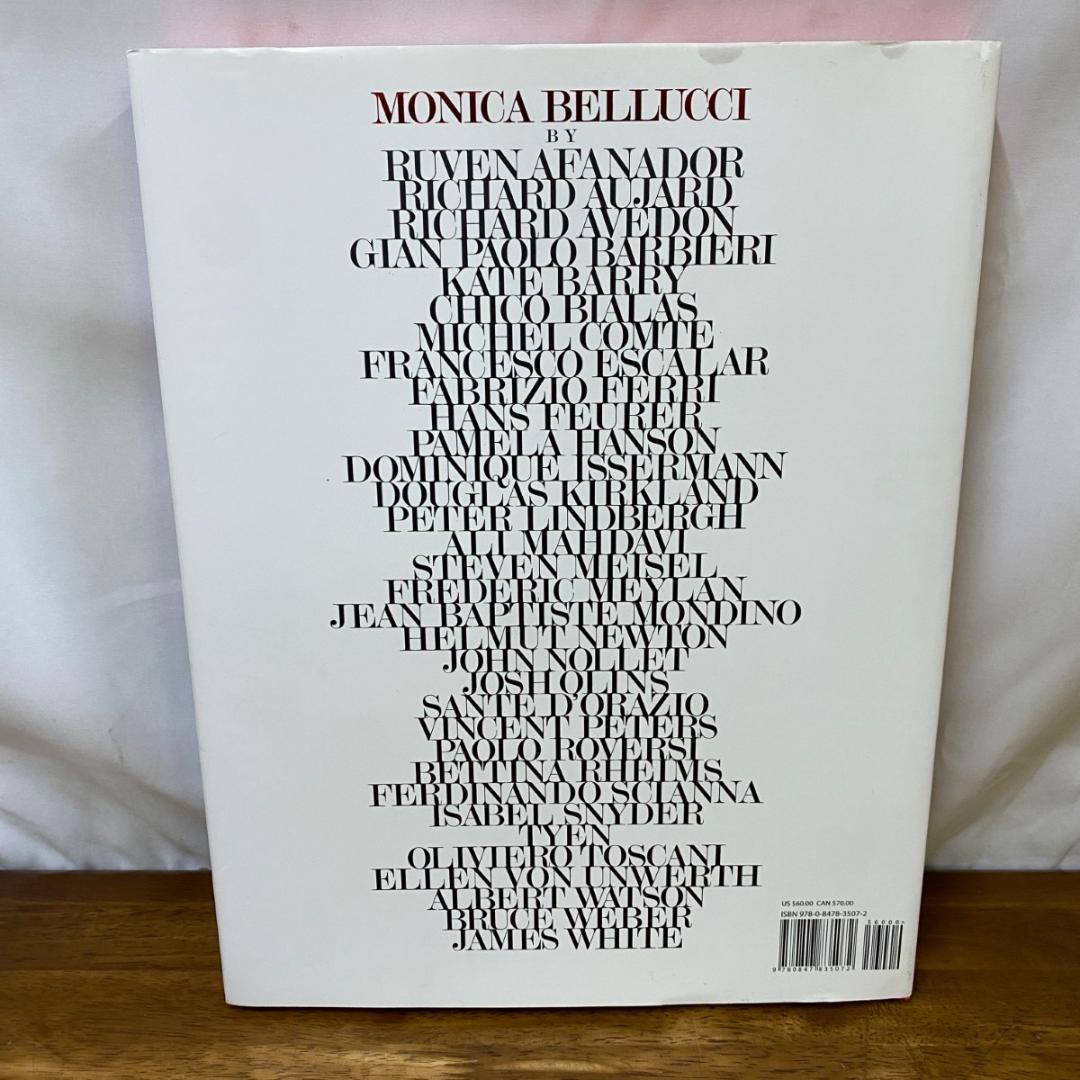 MONICA BELLUCCI
BY
RUVEN AFANADOR
RICHARD AUJARD
RICHARD AVEDON
GIAN PAOLO BARBIERI
KATE BARRY
CHICO BIALAS
MICHEL COMTE
FRANCESCO ESCALAR
FABRIZIO FERRI
HANS FEURER
PAMELA HANSON
DOMINIQUE ISSERMANN
DOUGLAS KIRKLAND
PETER LINDBERGH
ALI MAHDAVI
STEVEN MEISEL
FREDERIC MEYLAN
JEAN BAPTISTE MONDINO
HELMUT NEWTON
JOHN NOLLET
JOSH OLINS
SANTE D'ORAZIO
VINCENT PETERS
PAOLO ROVERSI
BETTINA RHEIMS
FERDINANDO SCIANNA
ISABEL SNYDER
TYEN
OLIVIERO TOSCANI
ELLEN VON UNWERTH
ALBERT WATSON
BRUCE WEBER
JAMES WHITE
US $60.00 CAN $70.00
ISBN 978-0-8478-3507-2
56000
9 780847 835072